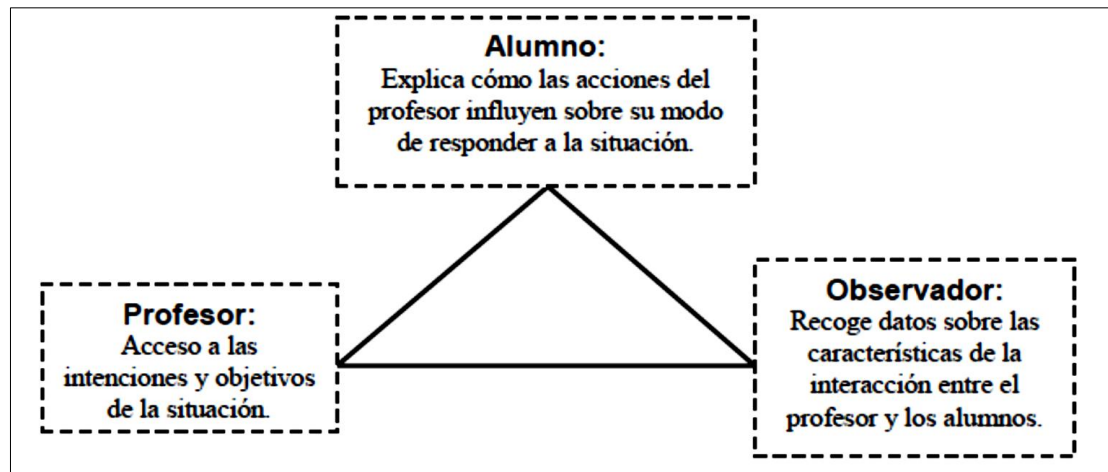 Alumno:
Explica cómo las acciones del
profesor influyen sobre su modo
de responder a la situación.
Profesor:
Acceso a las
intenciones y objetivos
de la situación.
Observador:
Recoge datos sobre las
características de la
interacción entre el
profesor y los alumnos.